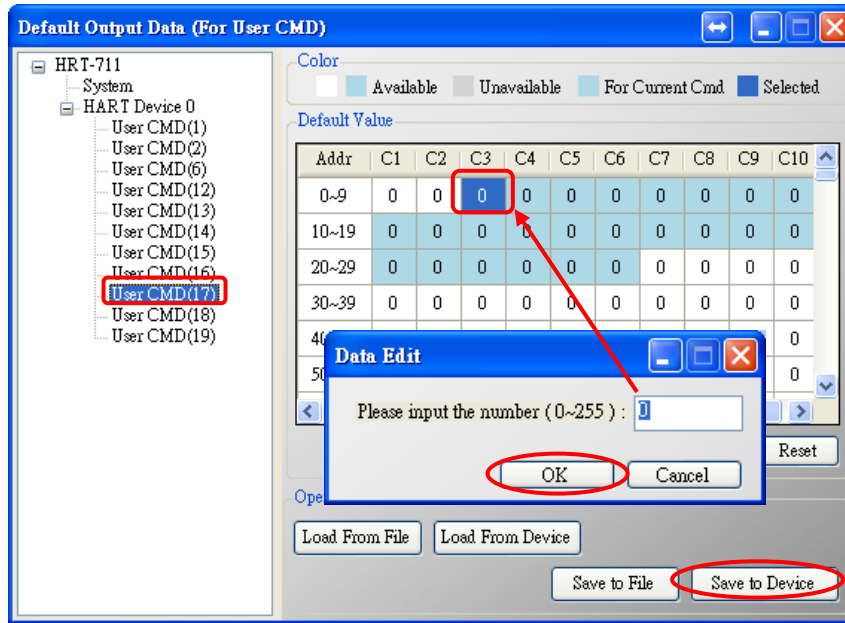 Default Output Data (For User CMD)
HRT-711
System
HART Device 0
User CMD(1)
User CMD(2)
User CMD(6)
User CMD(12)
User CMD(13)
User CMD(14)
User CMD(15)
User CMD(16)
User CMD(17)
User CMD(18)
User CMD(19)
Color
Available Unavailable For Current Cmd Selected
Default Value
Addr C1 C2 C3 C4 C5 C6 C7 C8 C9 C10
0~9 0 0 0 0 0 0 0 0 0 0
10~19 0 0 0 0 0 0 0 0 0 0
20~29 0 0 0 0 0 0 0 0 0 0
30~39 0 0 0 0 0 0 0 0 0 0
0
0
Data Edit
Please input the number ( 0~255 ) : 0
OK Cancel
Reset
Load From File Load From Device
Save to File Save to Device